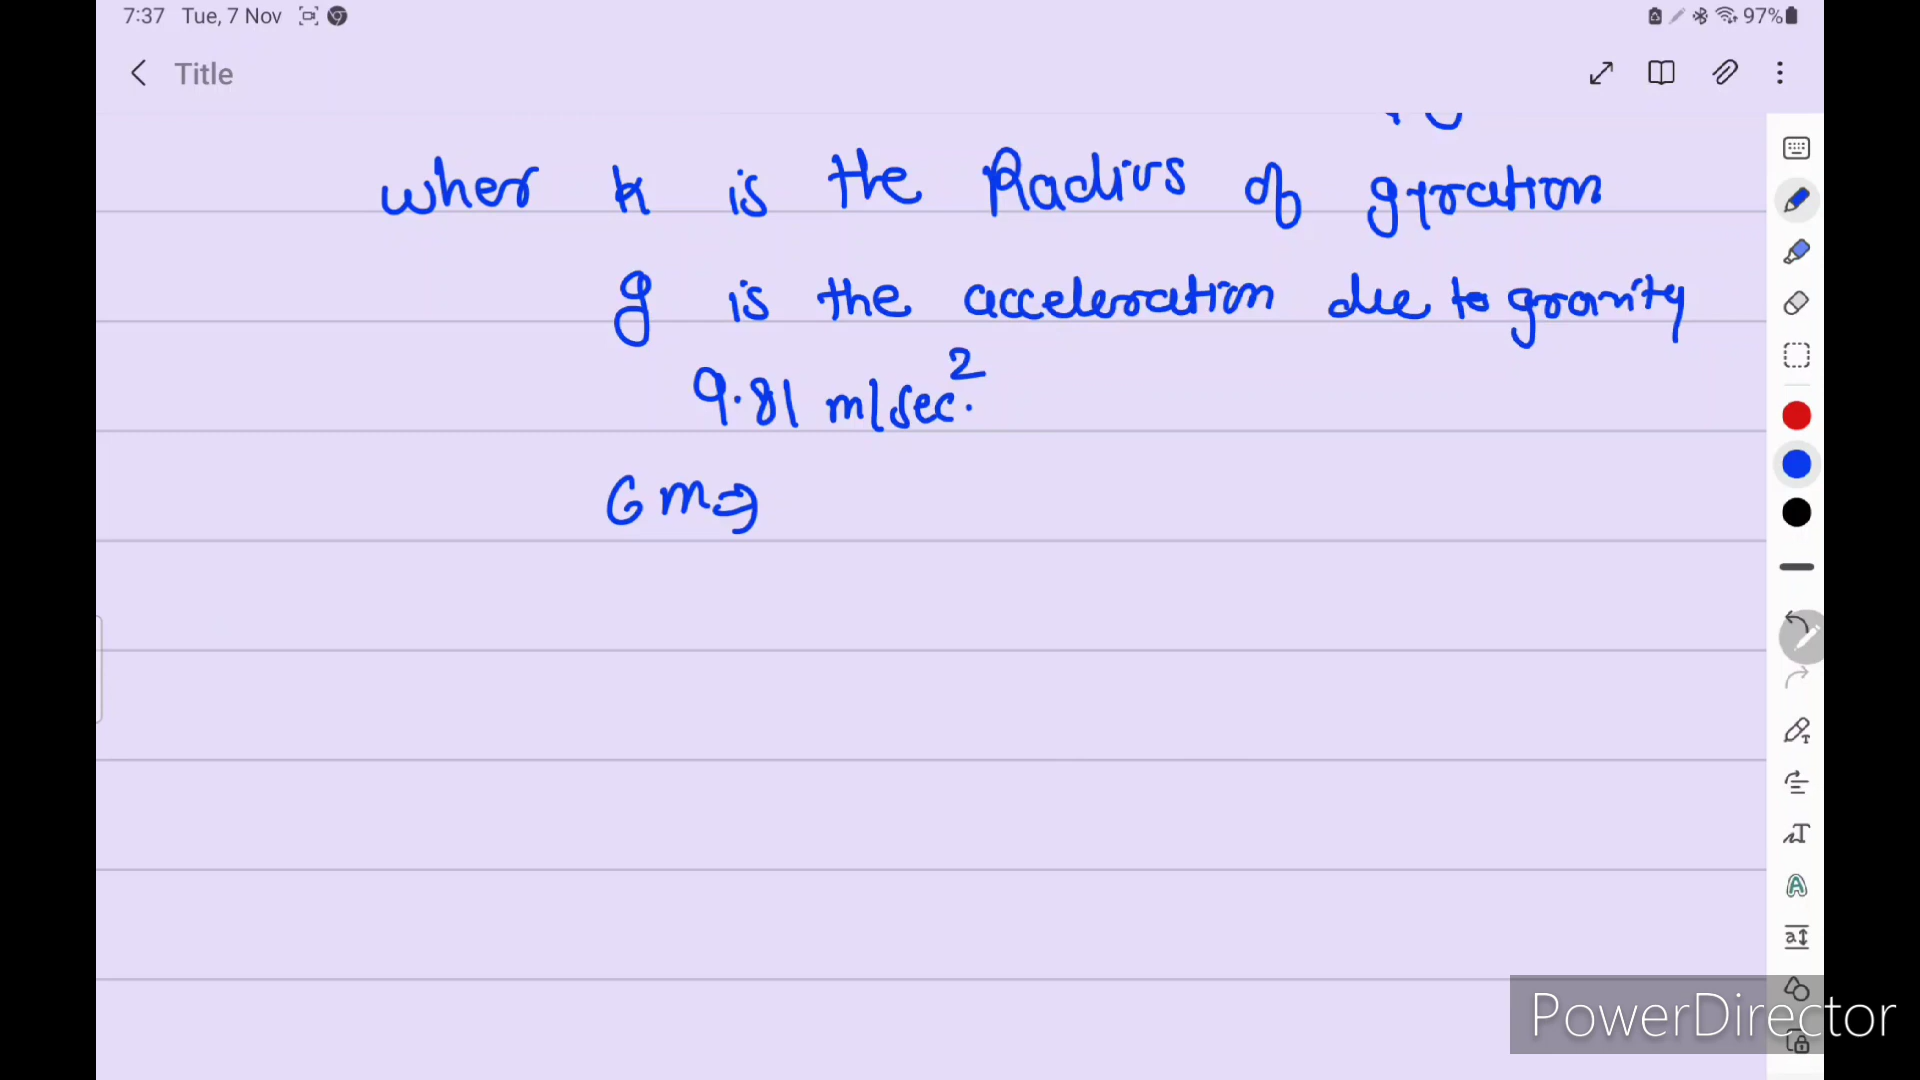 7:37 Tue, 7 Nov 97%
Title
wher k is the Radius of gyration
g is the acceleration due to gravity
9.81 m/sec.²
GM ⇒
PowerDirector